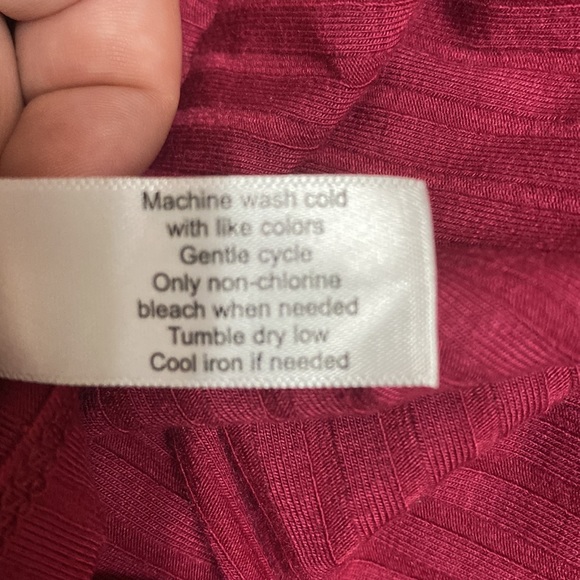 Machine wash cold
with like colors
Gentle cycle
Only non-chlorine
bleach when needed
Tumble dry low
Cool iron if needed